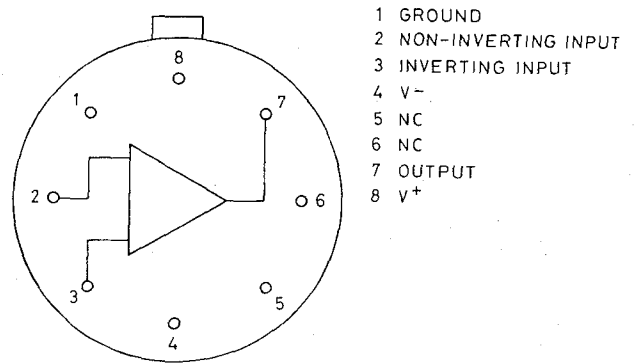 1 GROUND
2 NON-INVERTING INPUT
3 INVERTING INPUT
4 V-
5 NC
6 NC
7 OUTPUT
8 V+
8
1
7
2
6
3
5
4